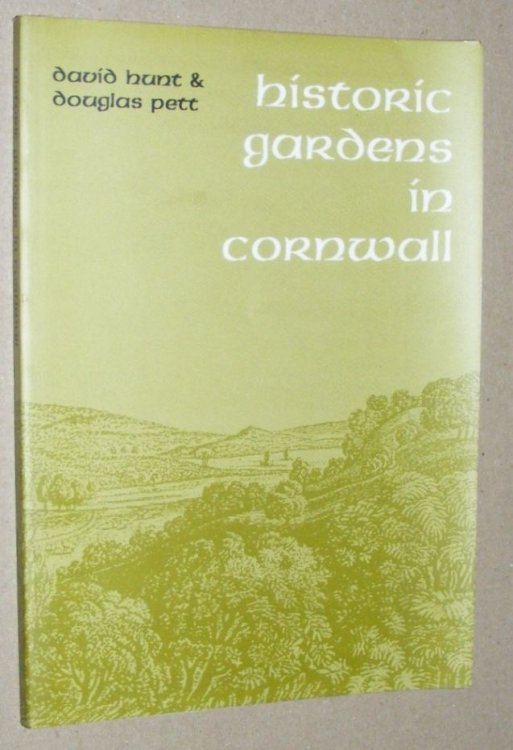 david hunt &
douglas pett
historic
gardens
in
cornwall